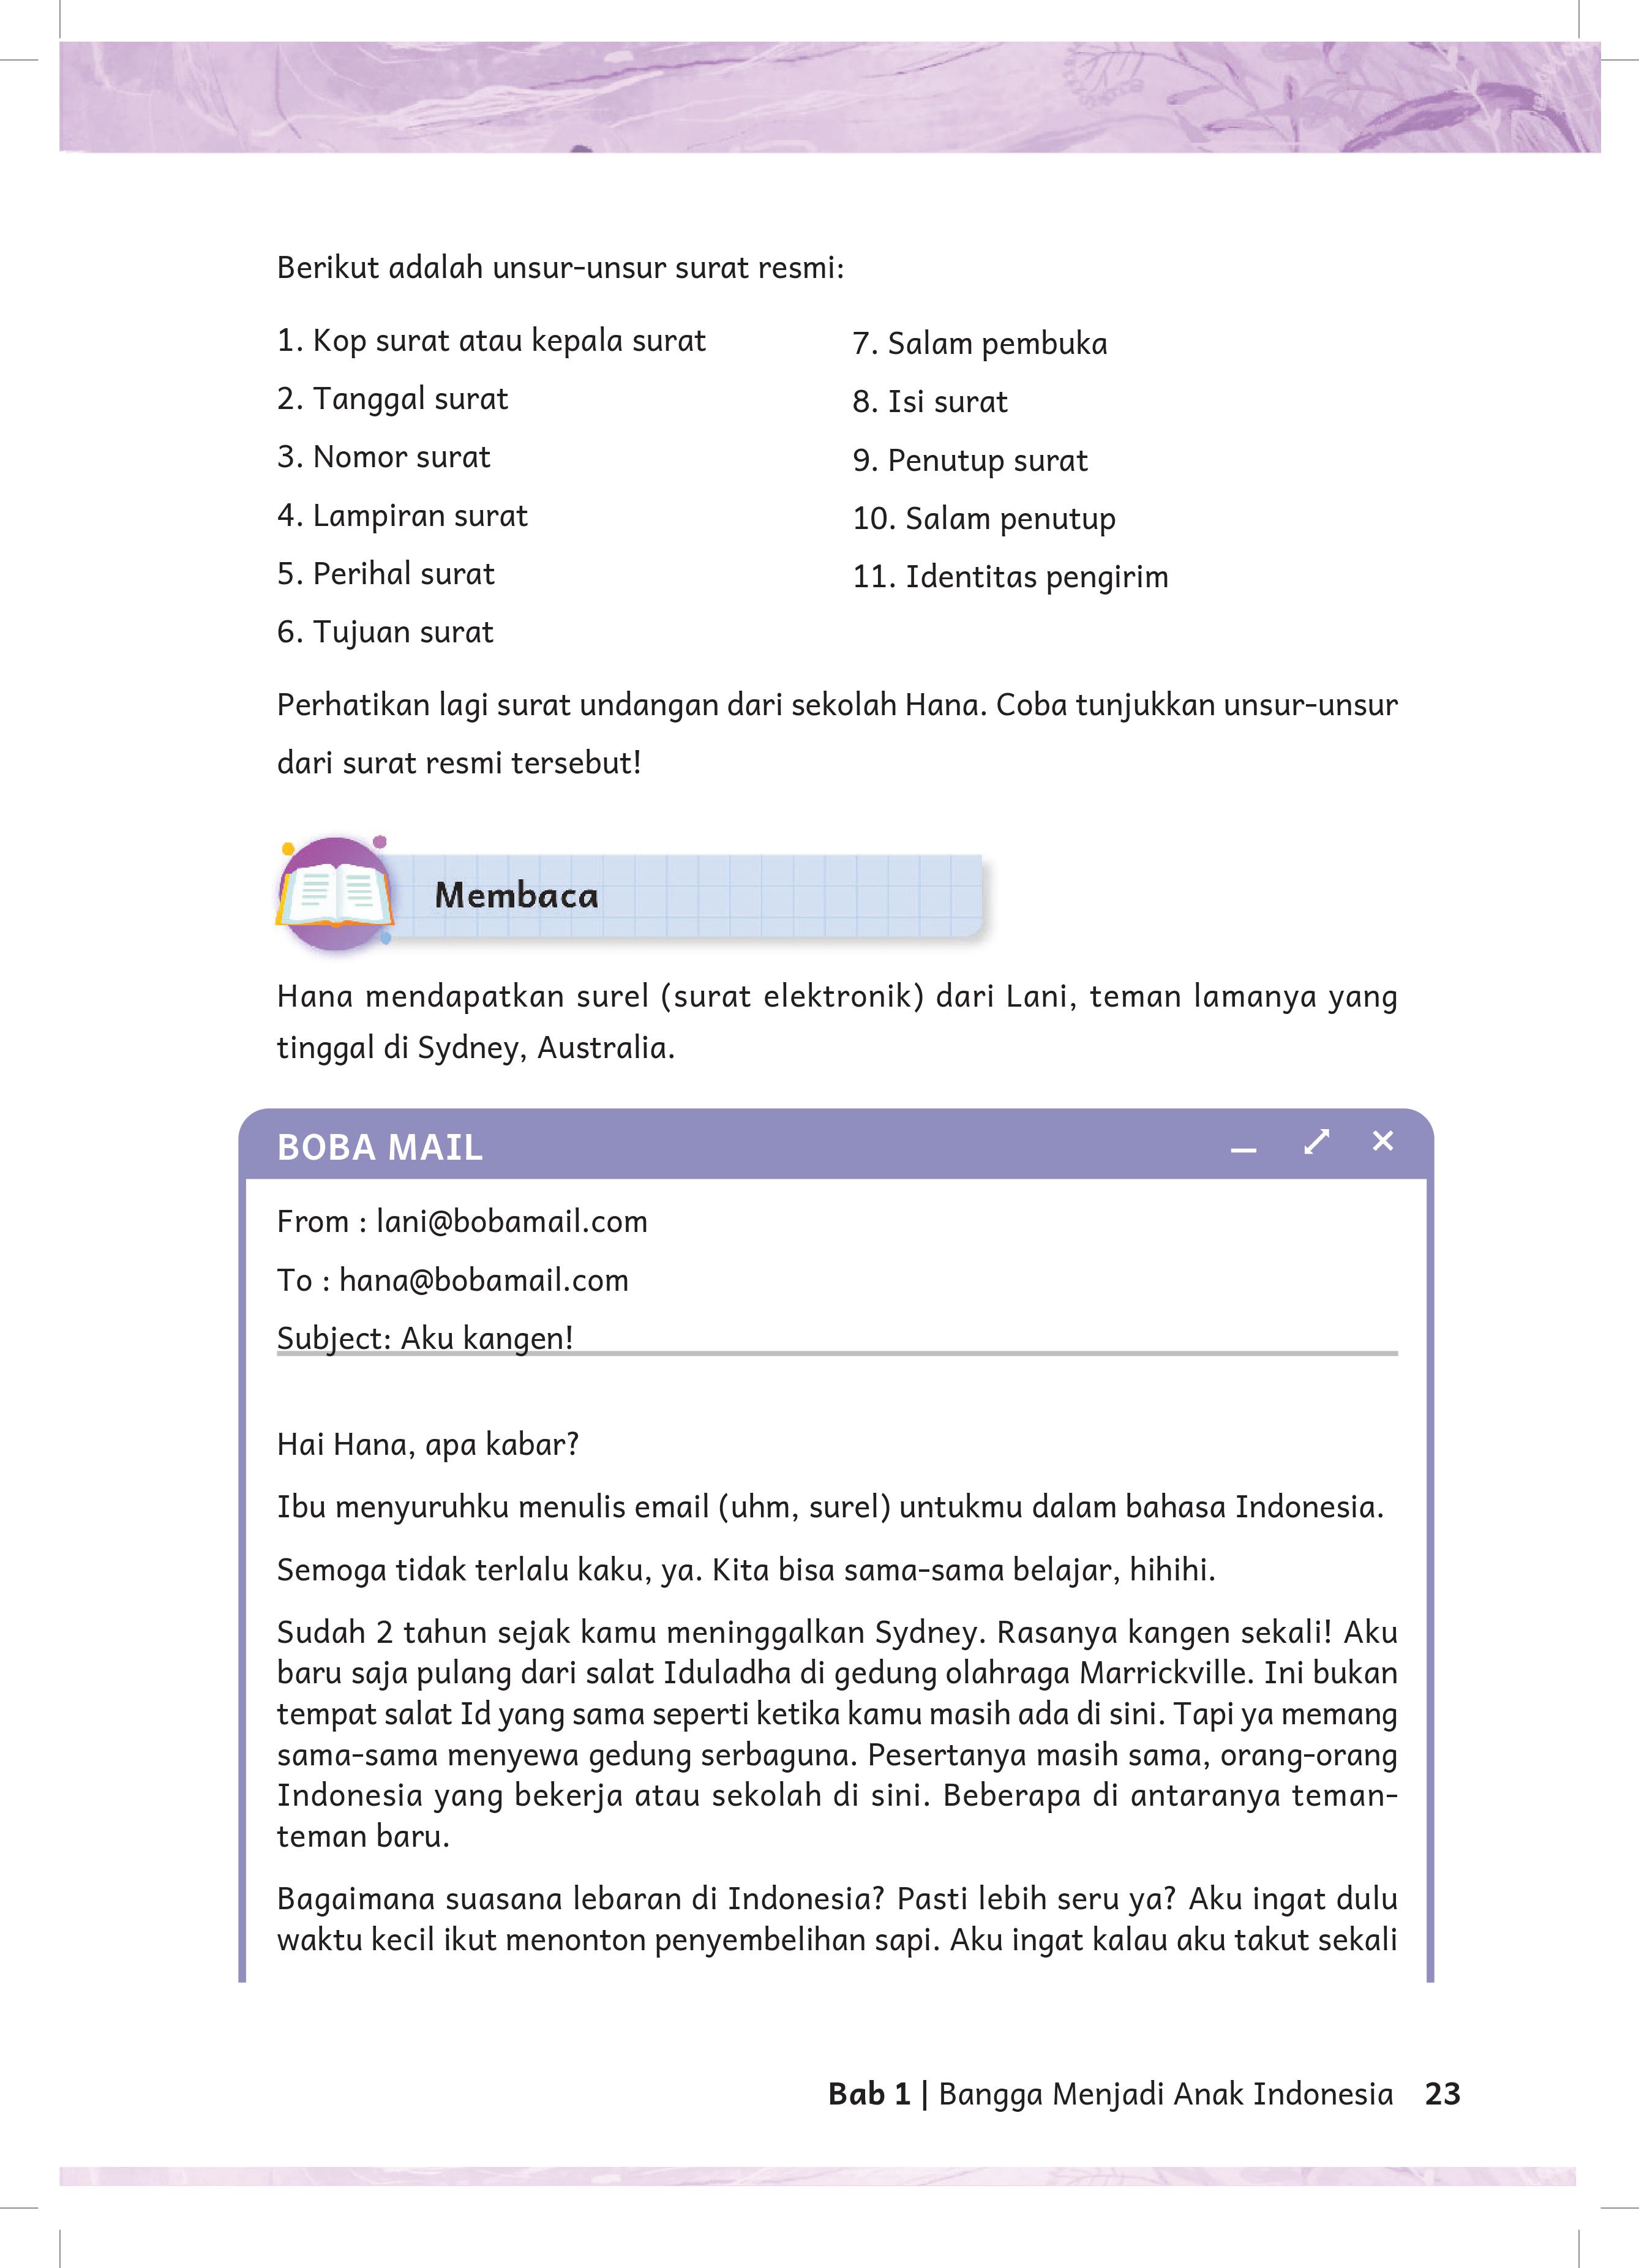 Berikut adalah unsur-unsur surat resmi:
1. Kop surat atau kepala surat
2. Tanggal surat
3. Nomor surat
4. Lampiran surat
5. Perihal surat
6. Tujuan surat
7. Salam pembuka
8. Isi surat
9. Penutup surat
10. Salam penutup
11. Identitas pengirim
Perhatikan lagi surat undangan dari sekolah Hana. Coba tunjukkan unsur-unsur
dari surat resmi tersebut!
Membaca
Hana mendapatkan surel (surat elektronik) dari Lani, teman lamanya yang
tinggal di Sydney, Australia.
BOBA MAIL
From : lani@bobamail.com
To : hana@bobamail.com
Subject: Aku kangen!
Hai Hana, apa kabar?
Ibu menyuruhku menulis email (uhm, surel) untukmu dalam bahasa Indonesia.
Semoga tidak terlalu kaku, ya. Kita bisa sama-sama belajar, hihihi.
Sudah 2 tahun sejak kamu meninggalkan Sydney. Rasanya kangen sekali! Aku
baru saja pulang dari salat Iduladha di gedung olahraga Marrickville. Ini bukan
tempat salat Id yang sama seperti ketika kamu masih ada di sini. Tapi ya memang
sama-sama menyewa gedung serbaguna. Pesertanya masih sama, orang-orang
Indonesia yang bekerja atau sekolah di sini. Beberapa di antaranya teman-
teman baru.
Bagaimana suasana lebaran di Indonesia? Pasti lebih seru ya? Aku ingat dulu
waktu kecil ikut menonton penyembelihan sapi. Aku ingat kalau aku takut sekali
Bab 1 | Bangga Menjadi Anak Indonesia 23